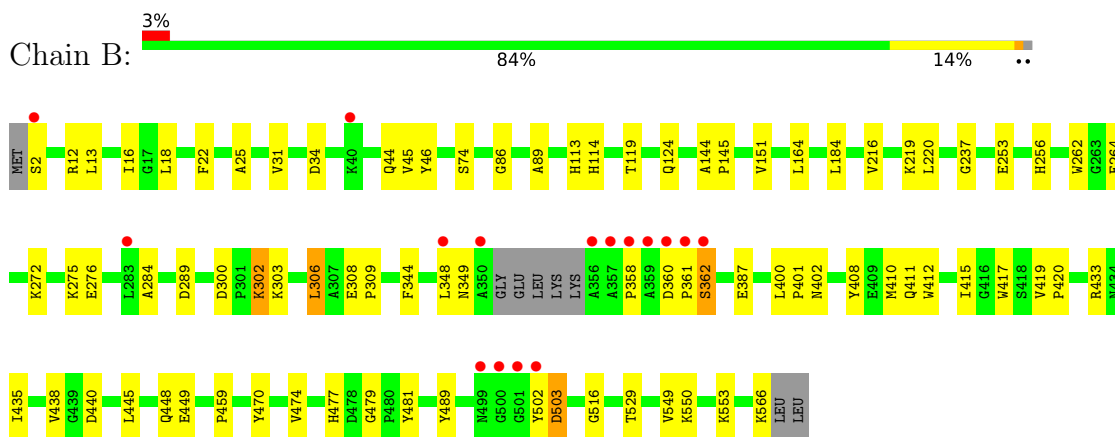 3%
Chain B:
84% 14% ••
MET S2 R12 L13 I16 G17 L18 F22 A25 V31 D34 K40 Q44 V45 Y46 S74 G86 A89 H113 H114 T119 Q124 A144 P145 V151 L164 L184 V216 K219 L220 G237 E253 H256 W262 G263
K272 K275 E276 L283 A284 D289 D300 P301 K302 K303 L306 A307 E308 P309 F344 L348 N349 A350 GLY GLU LEU LYS LYS A356 A357 P358 A359 D360 P361 S362 E387 L400 P401 N402 Y408 E409 M410 Q411 W412 I415 G416 W417 S418 V419 P420 R433 N434
I435 V438 G439 D440 L445 Q448 E449 P459 Y470 V474 H477 D478 G479 P480 Y481 Y489 N499 G500 G501 Y502 D503 G516 T529 V549 K550 K553 K566 LEU LEU